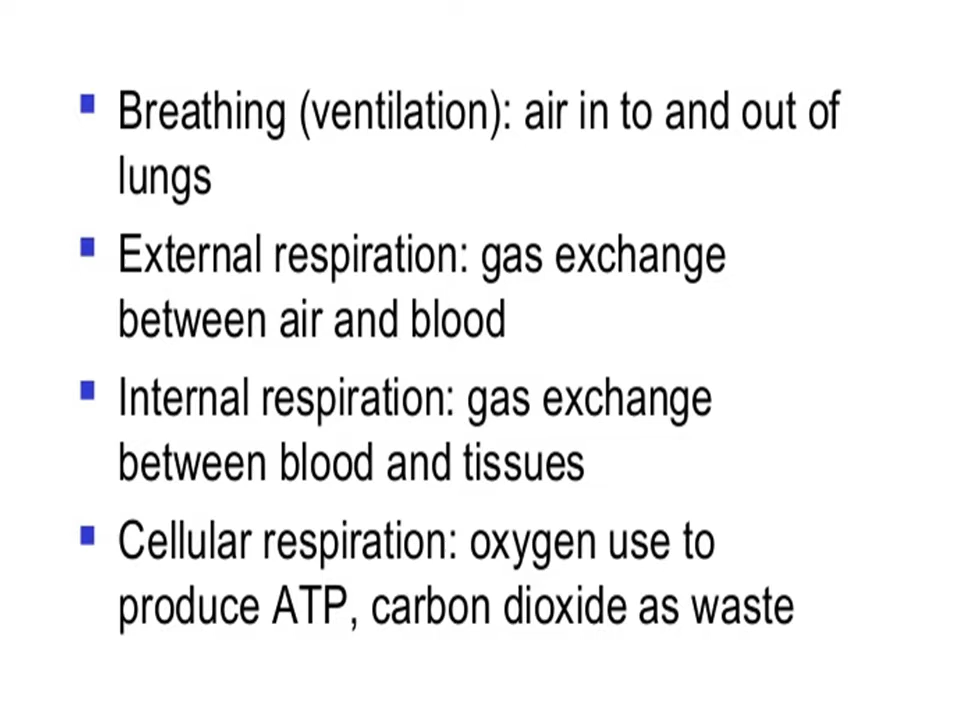 Breathing (ventilation): air in to and out of
lungs
External respiration: gas exchange
between air and blood
Internal respiration: gas exchange
between blood and tissues
Cellular respiration: oxygen use to
produce ATP, carbon dioxide as waste